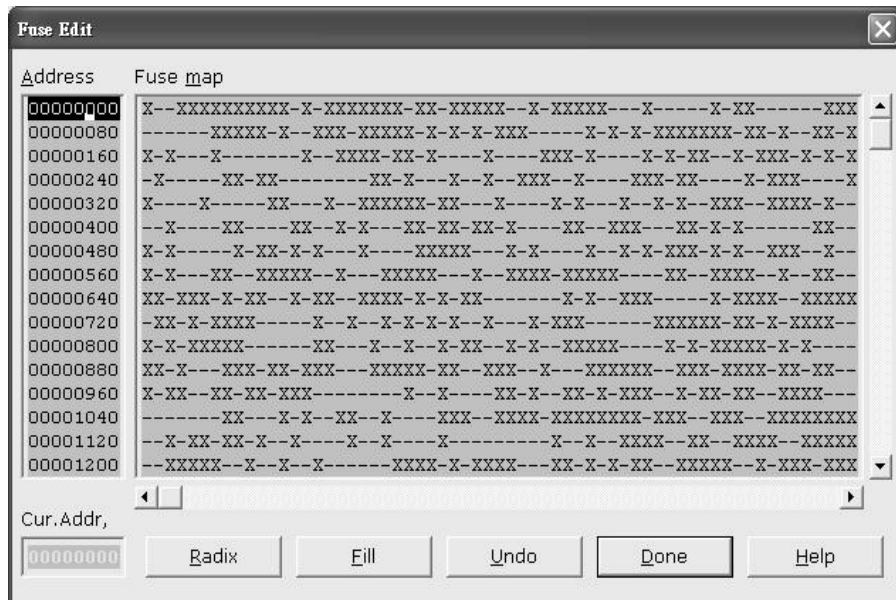 Fuse Edit
Address Fuse map
00000000 X--XXXXXXXXXX-X-XXXXXXX-XX-XXXXX--X-XXXXX---X------X-XX-------XXX
00000080 ------XXXXX-X--XXX-XXXXX-X-X-X-XXX-----X-X-X-XXXXXXX-XX-X--XX-X
00000160 X-X---X-------X--XXXX-XX-X----X----XXX-X----X-X-XX--X-XXX-X-X-X
00000240 -X-----XX-XX--------XX-X---X--X--XXX--X----XXX-XX----X-XXX----X
00000320 X----X-----XX---X--XXXXXX-XX---X----X-X---X--X-X--XXX--XXXX-X--
00000400 --X----XX----XX--X-X---XX-XX-XX-X----XX--XXX---XX-X-X------XX--
00000480 X-X-----X-XX-X-X---X----XXXXX---X-X----X--X-X-XXX-XXX--X---X---
00000560 X-X---XX--XXXXX--X---XXXXX---X--XXXX-XXXXX----XX--XXXX--X--XX--
00000640 XX-XXX-X-XX--X-XX--XXXX-X-X-XX-------X-X--XXX-----X-XXXX--XXXXX
00000720 -XX-X-XXXX-----X--X--X-X-X-X--X---X--X-XXX------XXXXXX-XX-X-XXXX--
00000800 X-X-XXXXX------XX---X--X--X-X--X-X--XXXXX----X-X-XXXXX-X-X----
00000880 XX-X---XXX-XX-XXX---XX--XX-X----XXXX-XXXXXX---XXX-XXXX-XX-XX--
00000960 X-XX--XX-XX-XXX--------X--X----XX-X--XX-XX-XXX--X-XX-XX--XXXX---
00001040 -------XX---X-X--XX--X----XXX--XXXX-XXXXXXXXX-XXX--XXX--XXXXXXXX
00001120 --X-XX-XX-X--X----X--X----X---------X--X--XXXX--XX--XXXX--XXXXX
00001200 --XXXXX--X--X--X------XXXX-X-XXXX---XX-X-X-XX--XXXXX--X-XXX-XXX
Cur.Addr,
00000000 Radix Fill Undo Done Help